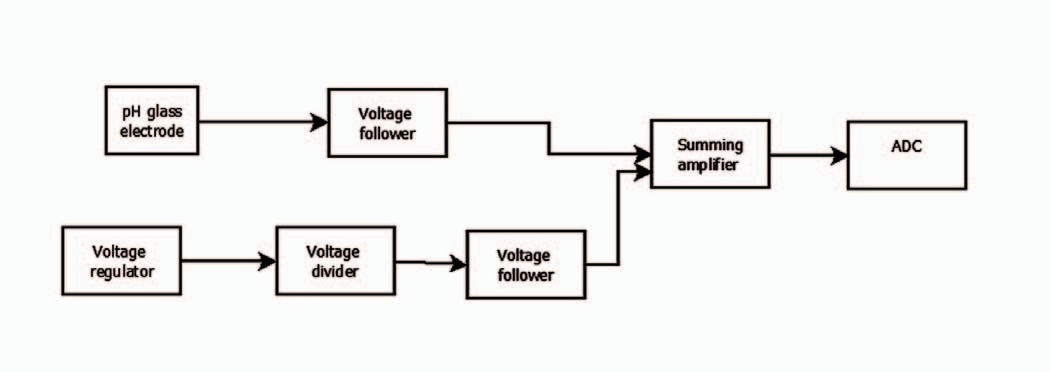 pH glass
electrode
Voltage
follower
Summing
amplifier
ADC
Voltage
regulator
Voltage
divider
Voltage
follower